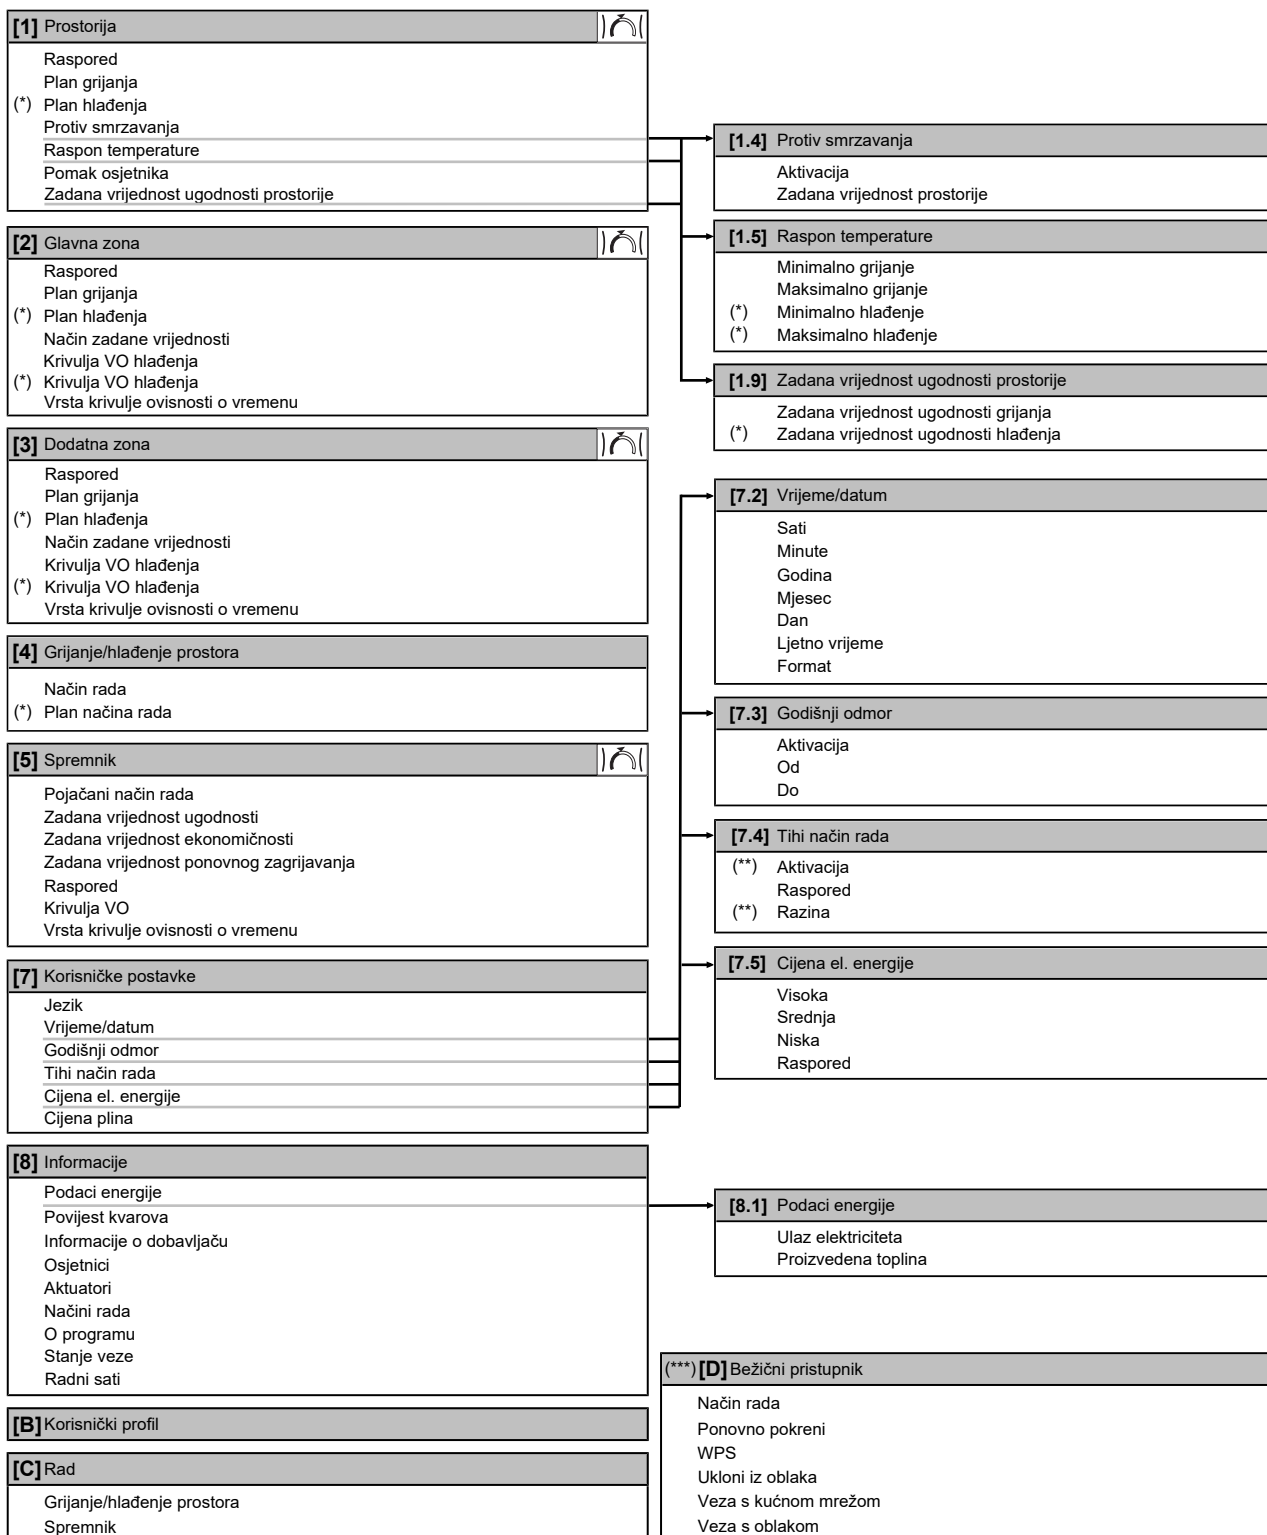 [1] Prostorija
Raspored
Plan grijanja
(*) Plan hlađenja
Protiv smrzavanja
Raspon temperature
Pomak osjetnika
Zadana vrijednost ugodnosti prostorije
[2] Glavna zona
Raspored
Plan grijanja
(*) Plan hlađenja
Način zadane vrijednosti
Krivulja VO hlađenja
(*) Krivulja VO hlađenja
Vrsta krivulje ovisnosti o vremenu
[3] Dodatna zona
Raspored
Plan grijanja
(*) Plan hlađenja
Način zadane vrijednosti
Krivulja VO hlađenja
(*) Krivulja VO hlađenja
Vrsta krivulje ovisnosti o vremenu
[4] Grijanje/hlađenje prostora
Način rada
(*) Plan načina rada
[5] Spremnik
Pojačani način rada
Zadana vrijednost ugodnosti
Zadana vrijednost ekonomičnosti
Zadana vrijednost ponovnog zagrijavanja
Raspored
Krivulja VO
Vrsta krivulje ovisnosti o vremenu
[7] Korisničke postavke
Jezik
Vrijeme/datum
Godišnji odmor
Tihi način rada
Cijena el. energije
Cijena plina
[8] Informacije
Podaci energije
Povijest kvarova
Informacije o dobavljaču
Osjetnici
Aktuatori
Načini rada
O programu
Stanje veze
Radni sati
[B] Korisnički profil
[C] Rad
Grijanje/hlađenje prostora
Spremnik
[1.4] Protiv smrzavanja
Aktivacija
Zadana vrijednost prostorije
[1.5] Raspon temperature
Minimalno grijanje
Maksimalno grijanje
(*) Minimalno hlađenje
(*) Maksimalno hlađenje
[1.9] Zadana vrijednost ugodnosti prostorije
Zadana vrijednost ugodnosti grijanja
(*) Zadana vrijednost ugodnosti hlađenja
[7.2] Vrijeme/datum
Sati
Minute
Godina
Mjesec
Dan
Ljetno vrijeme
Format
[7.3] Godišnji odmor
Aktivacija
Od
Do
[7.4] Tihi način rada
(**) Aktivacija
Raspored
(**) Razina
[7.5] Cijena el. energije
Visoka
Srednja
Niska
Raspored
[8.1] Podaci energije
Ulaz elektriciteta
Proizvedena toplina
(***) [D] Bežični pristupnik
Način rada
Ponovno pokreni
WPS
Ukloni iz oblaka
Veza s kućnom mrežom
Veza s oblakom